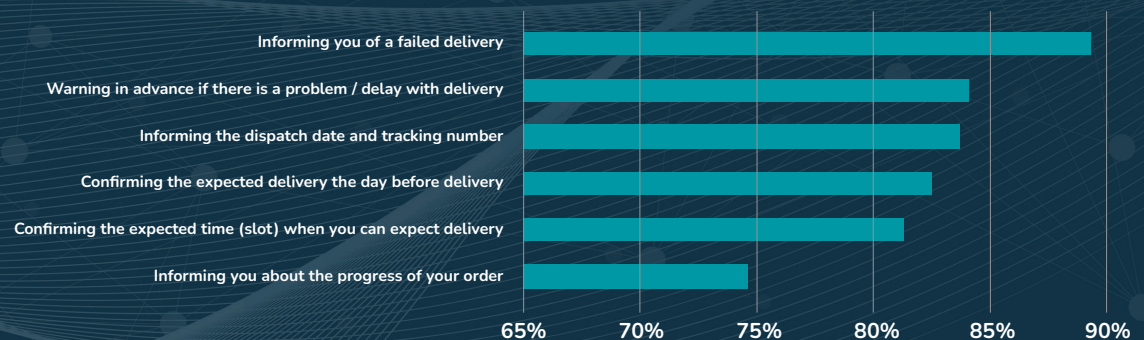 Informing you of a failed delivery
Warning in advance if there is a problem / delay with delivery
Informing the dispatch date and tracking number
Confirming the expected delivery the day before delivery
Confirming the expected time (slot) when you can expect delivery
Informing you about the progress of your order
65% 70% 75% 80% 85% 90%